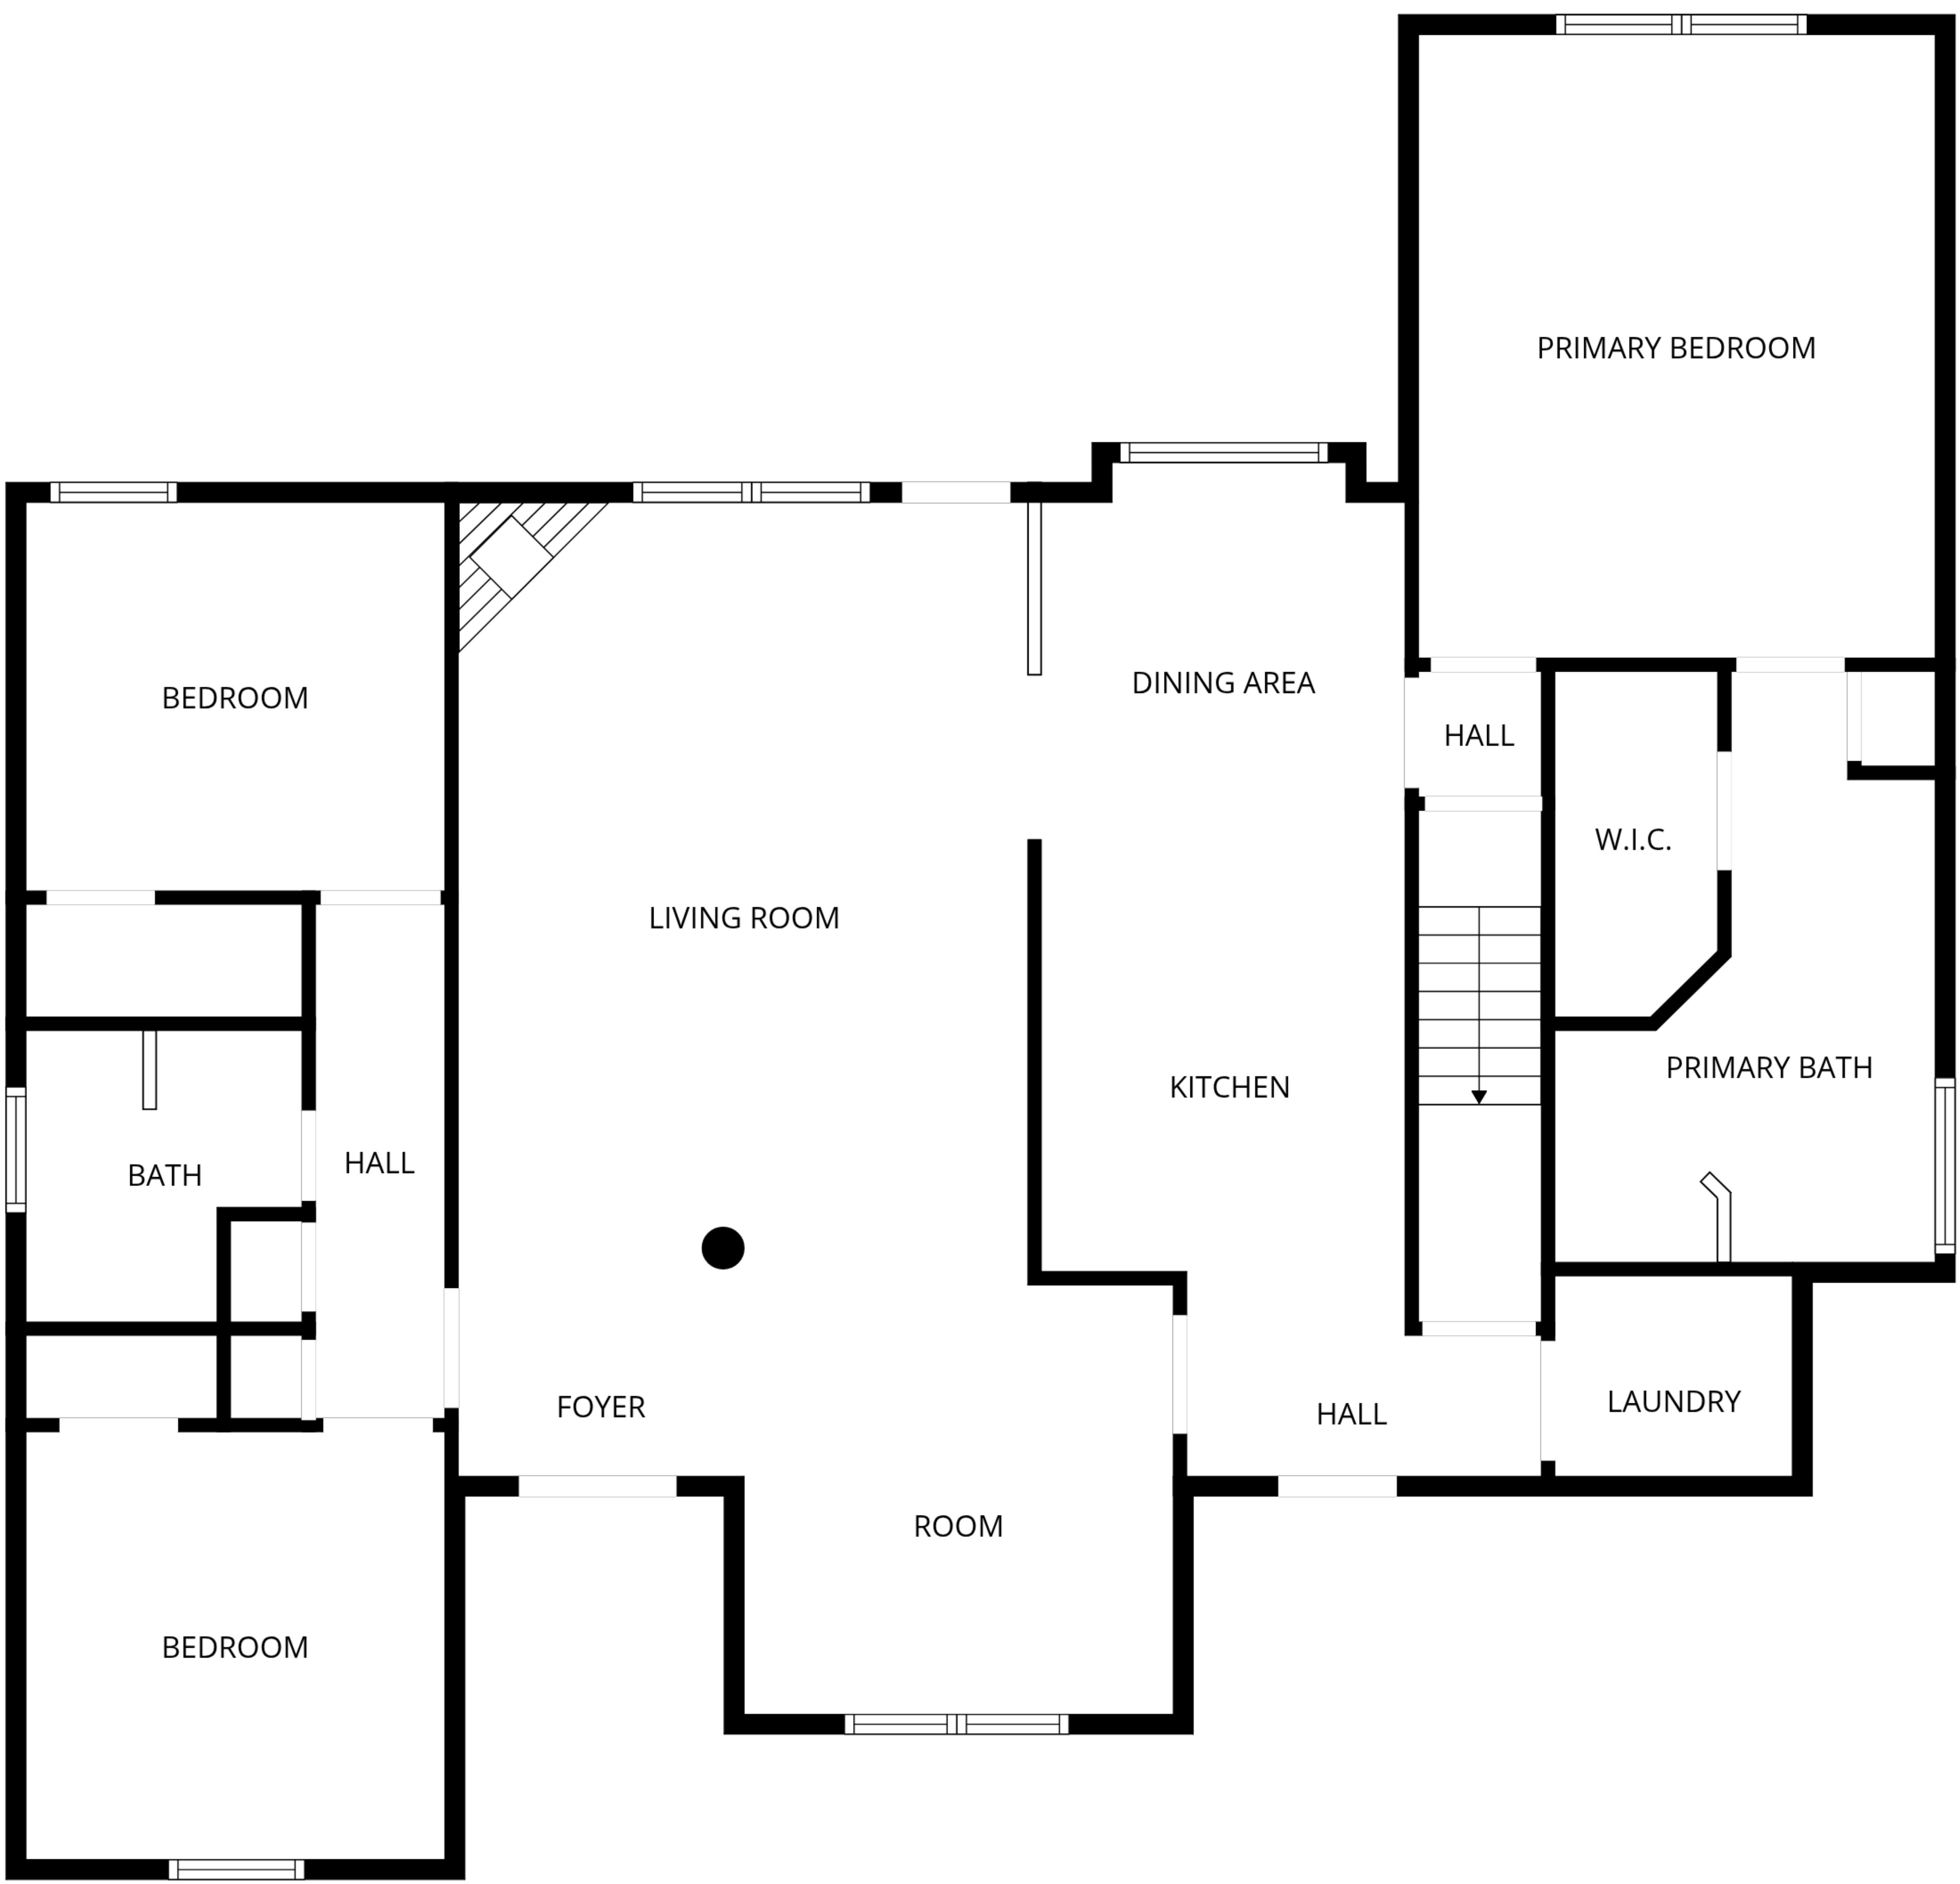 PRIMARY BEDROOM
DINING AREA
BEDROOM
HALL
W.I.C.
LIVING ROOM
PRIMARY BATH
KITCHEN
HALL
BATH
LAUNDRY
FOYER
HALL
ROOM
BEDROOM